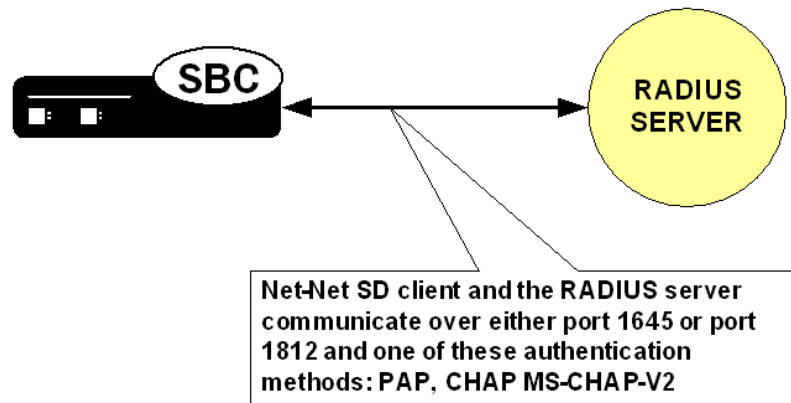 SBC
RADIUS
SERVER
Net-Net SD client and the RADIUS server
communicate over either port 1645 or port
1812 and one of these authentication
methods: PAP, CHAP MS-CHAP-V2